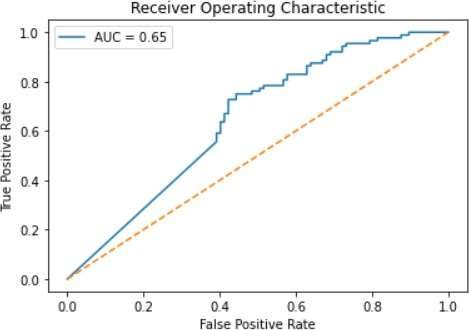 Receiver Operating Characteristic
AUC = 0.65
True Positive Rate
1.0
0.8
0.6
0.4
0.2
0.0
0.0 0.2 0.4 0.6 0.8 1.0
False Positive Rate